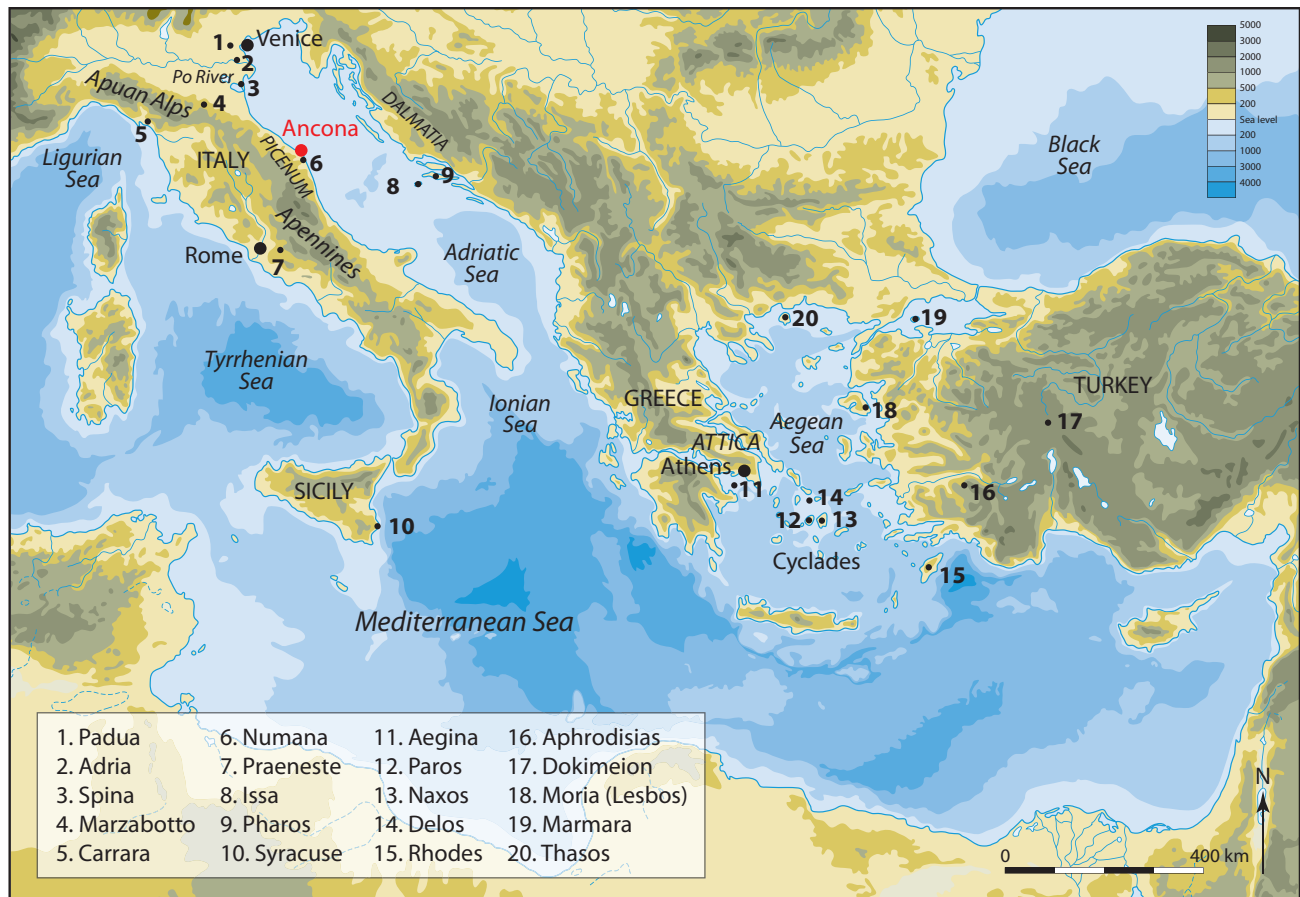 1
Venice
2
Po River
3
Apuan Alps
4
5
Ancona
6
DALMATIA
Ligurian
Sea
ITALY
PICENUM
8
9
Black
Sea
Rome
7
Apennines
Adriatic
Sea
20
19
Tyrrhenian
Sea
Ionian
Sea
GREECE
18
TURKEY
Aegean
Sea
17
ATTICA
Athens
11
16
SICILY
10
14
12
13
Cyclades
15
Mediterranean Sea
5000
3000
2000
1000
500
200
Sea level
200
1000
3000
4000
1. Padua
2. Adria
3. Spina
4. Marzabotto
5. Carrara
6. Numana
7. Praeneste
8. Issa
9. Pharos
10. Syracuse
11. Aegina
12. Paros
13. Naxos
14. Delos
15. Rhodes
16. Aphrodisias
17. Dokimeion
18. Moria (Lesbos)
19. Marmara
20. Thasos
N
0
400 km